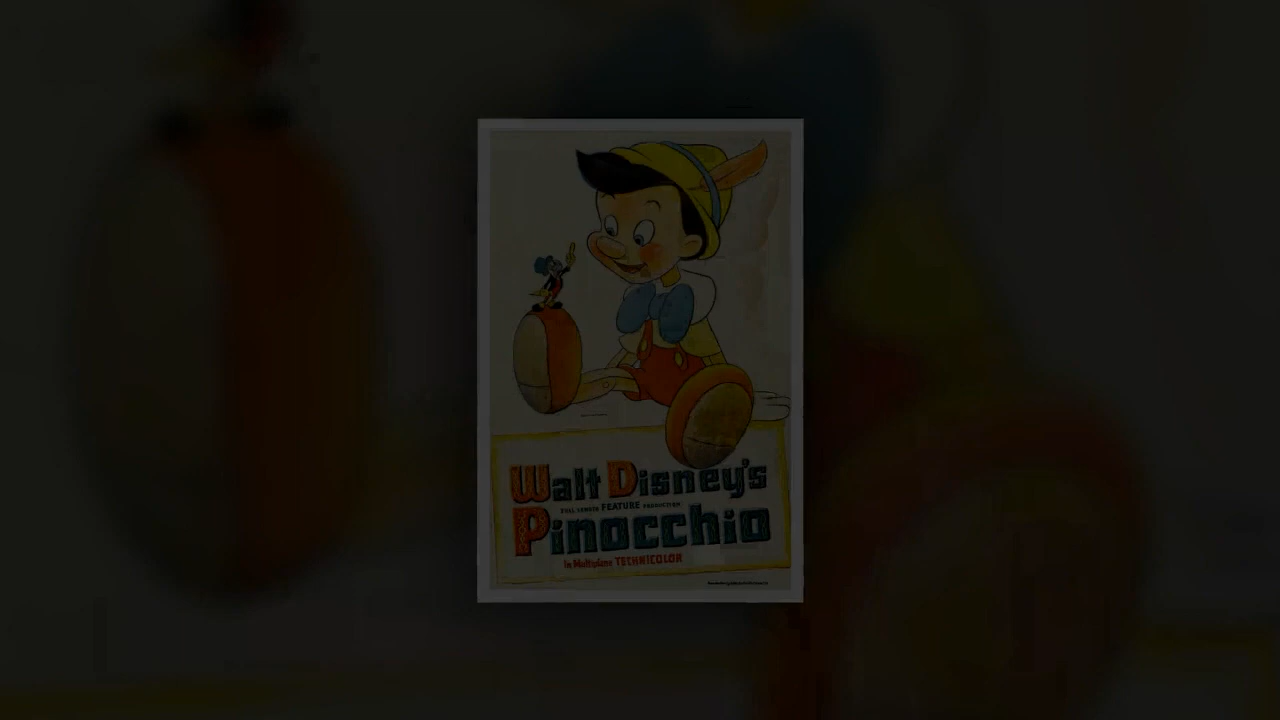 Walt Disney's
FULL LENGTH FEATURE PRODUCTION
Pinocchio
In Multiplane TECHNICOLOR